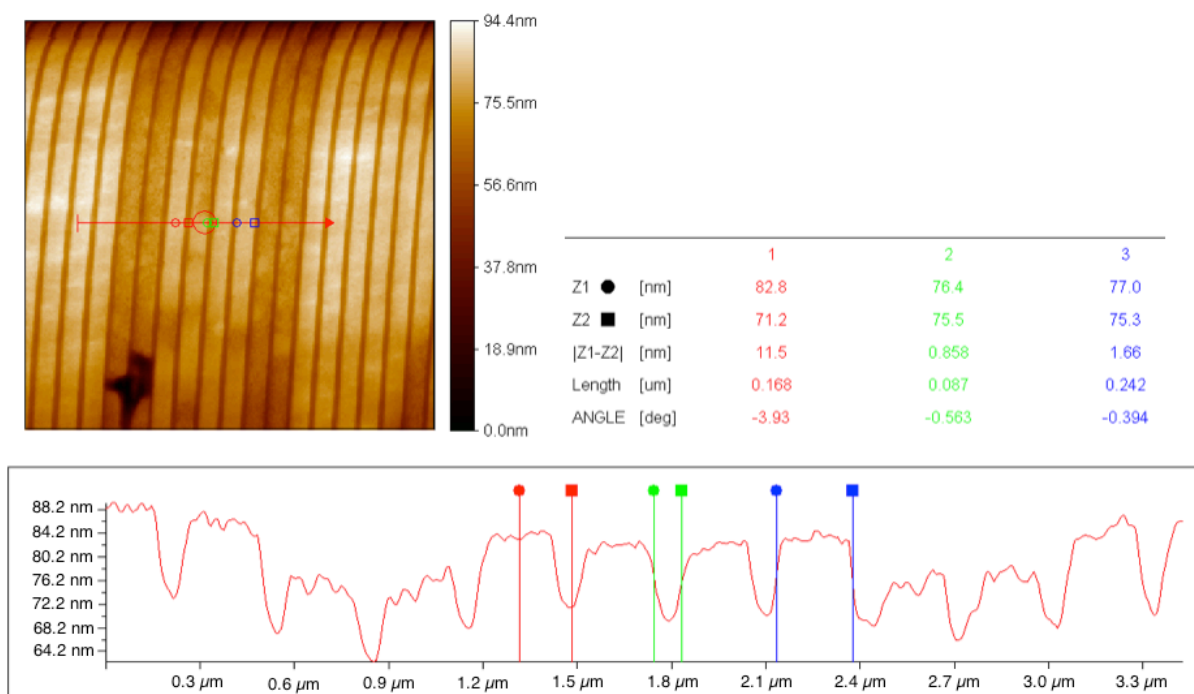 94.4nm
75.5nm
56.6nm
37.8nm
18.9nm
0.0nm
1 2 3
Z1 ● [nm] 82.8 76.4 77.0
Z2 ■ [nm] 71.2 75.5 75.3
|Z1-Z2| [nm] 11.5 0.858 1.66
Length [um] 0.168 0.087 0.242
ANGLE [deg] -3.93 -0.563 -0.394
88.2 nm
84.2 nm
80.2 nm
76.2 nm
72.2 nm
68.2 nm
64.2 nm
0.3 µm 0.6 µm 0.9 µm 1.2 µm 1.5 µm 1.8 µm 2.1 µm 2.4 µm 2.7 µm 3.0 µm 3.3 µm